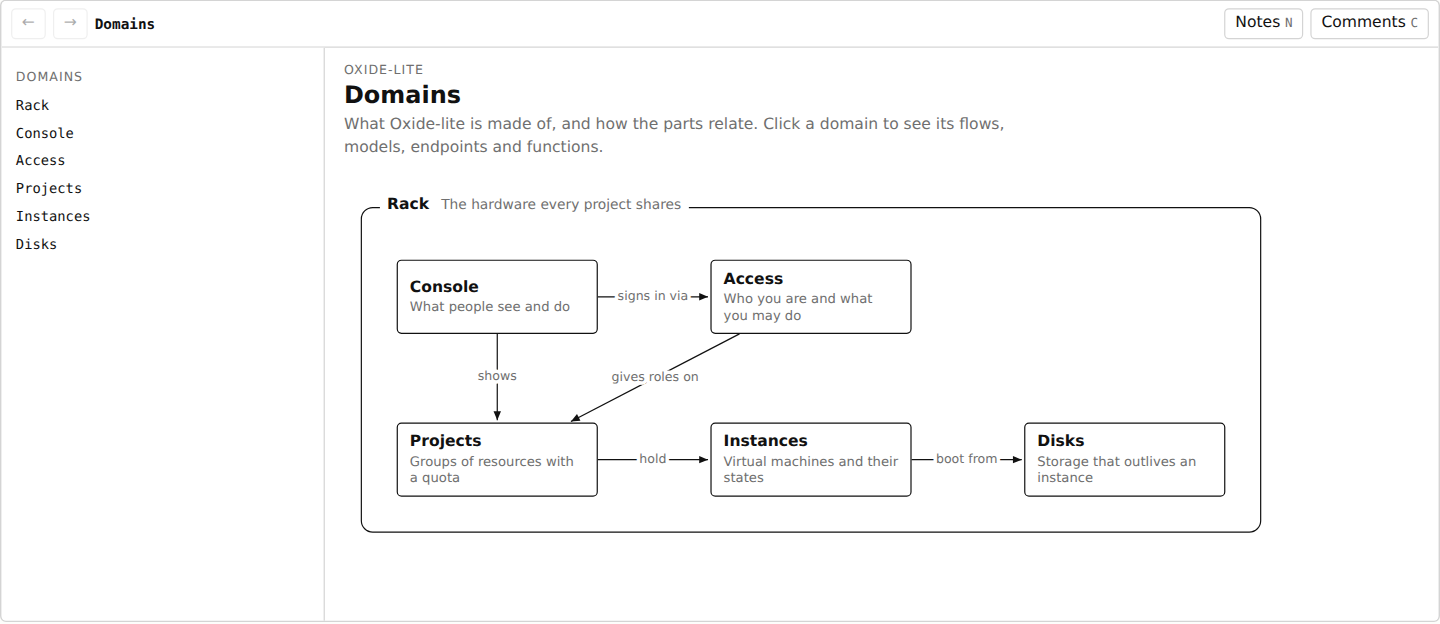 ← → Domains
Notes N
Comments C
DOMAINS
Rack
Console
Access
Projects
Instances
Disks
OXIDE-LITE
Domains
What Oxide-lite is made of, and how the parts relate. Click a domain to see its flows,
models, endpoints and functions.
Rack The hardware every project shares
Console
What people see and do
signs in via
Access
Who you are and what
you may do
shows
gives roles on
Projects
Groups of resources with
a quota
hold
Instances
Virtual machines and their
states
boot from
Disks
Storage that outlives an
instance